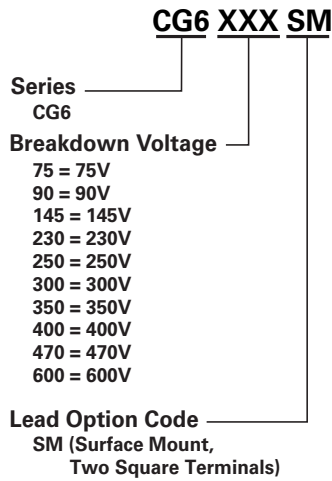 CG6 XXX SM
Series
CG6
Breakdown Voltage
75 = 75V
90 = 90V
145 = 145V
230 = 230V
250 = 250V
300 = 300V
350 = 350V
400 = 400V
470 = 470V
600 = 600V
Lead Option Code
SM (Surface Mount,
Two Square Terminals)